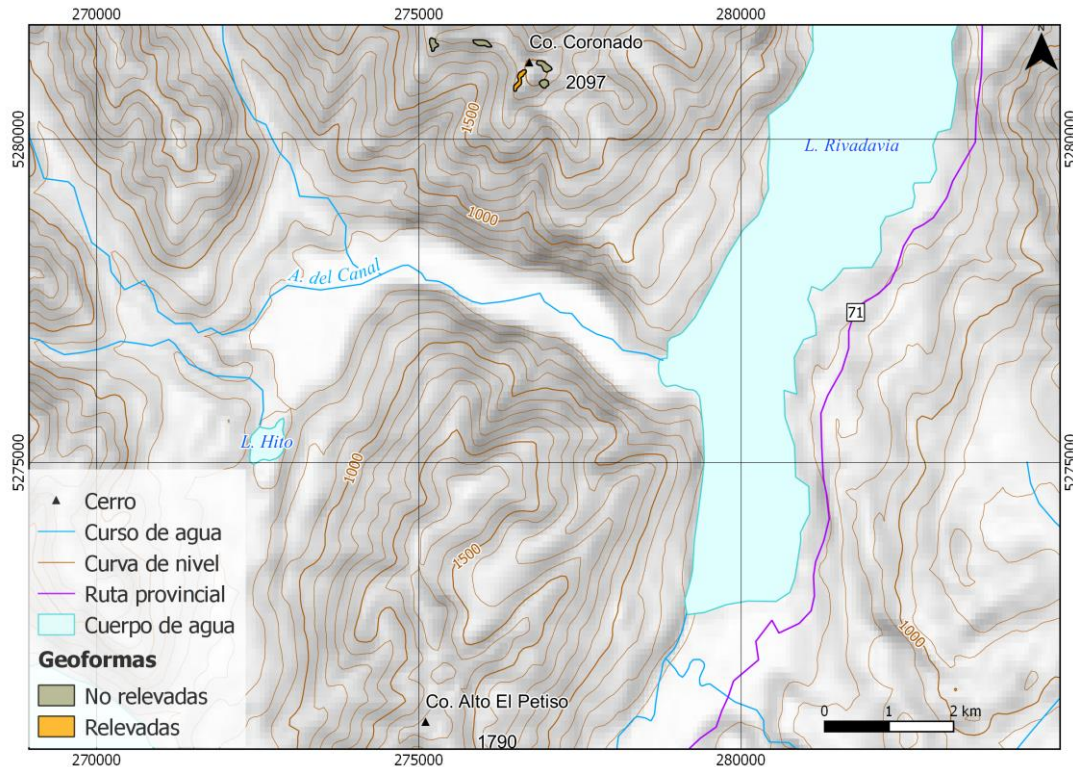 270000
275000
280000
N
Co. Coronado
2097
1500
5280000
5280000
L. Rivadavia
1000
A. del Canal
71
L. Hito
5275000
5275000
1000
Cerro
Curso de agua
Curva de nivel
Ruta provincial
Cuerpo de agua
Geoformas
No relevadas
Relevadas
1500
1000
Co. Alto El Petiso
1790
0 1 2 km
270000
275000
280000